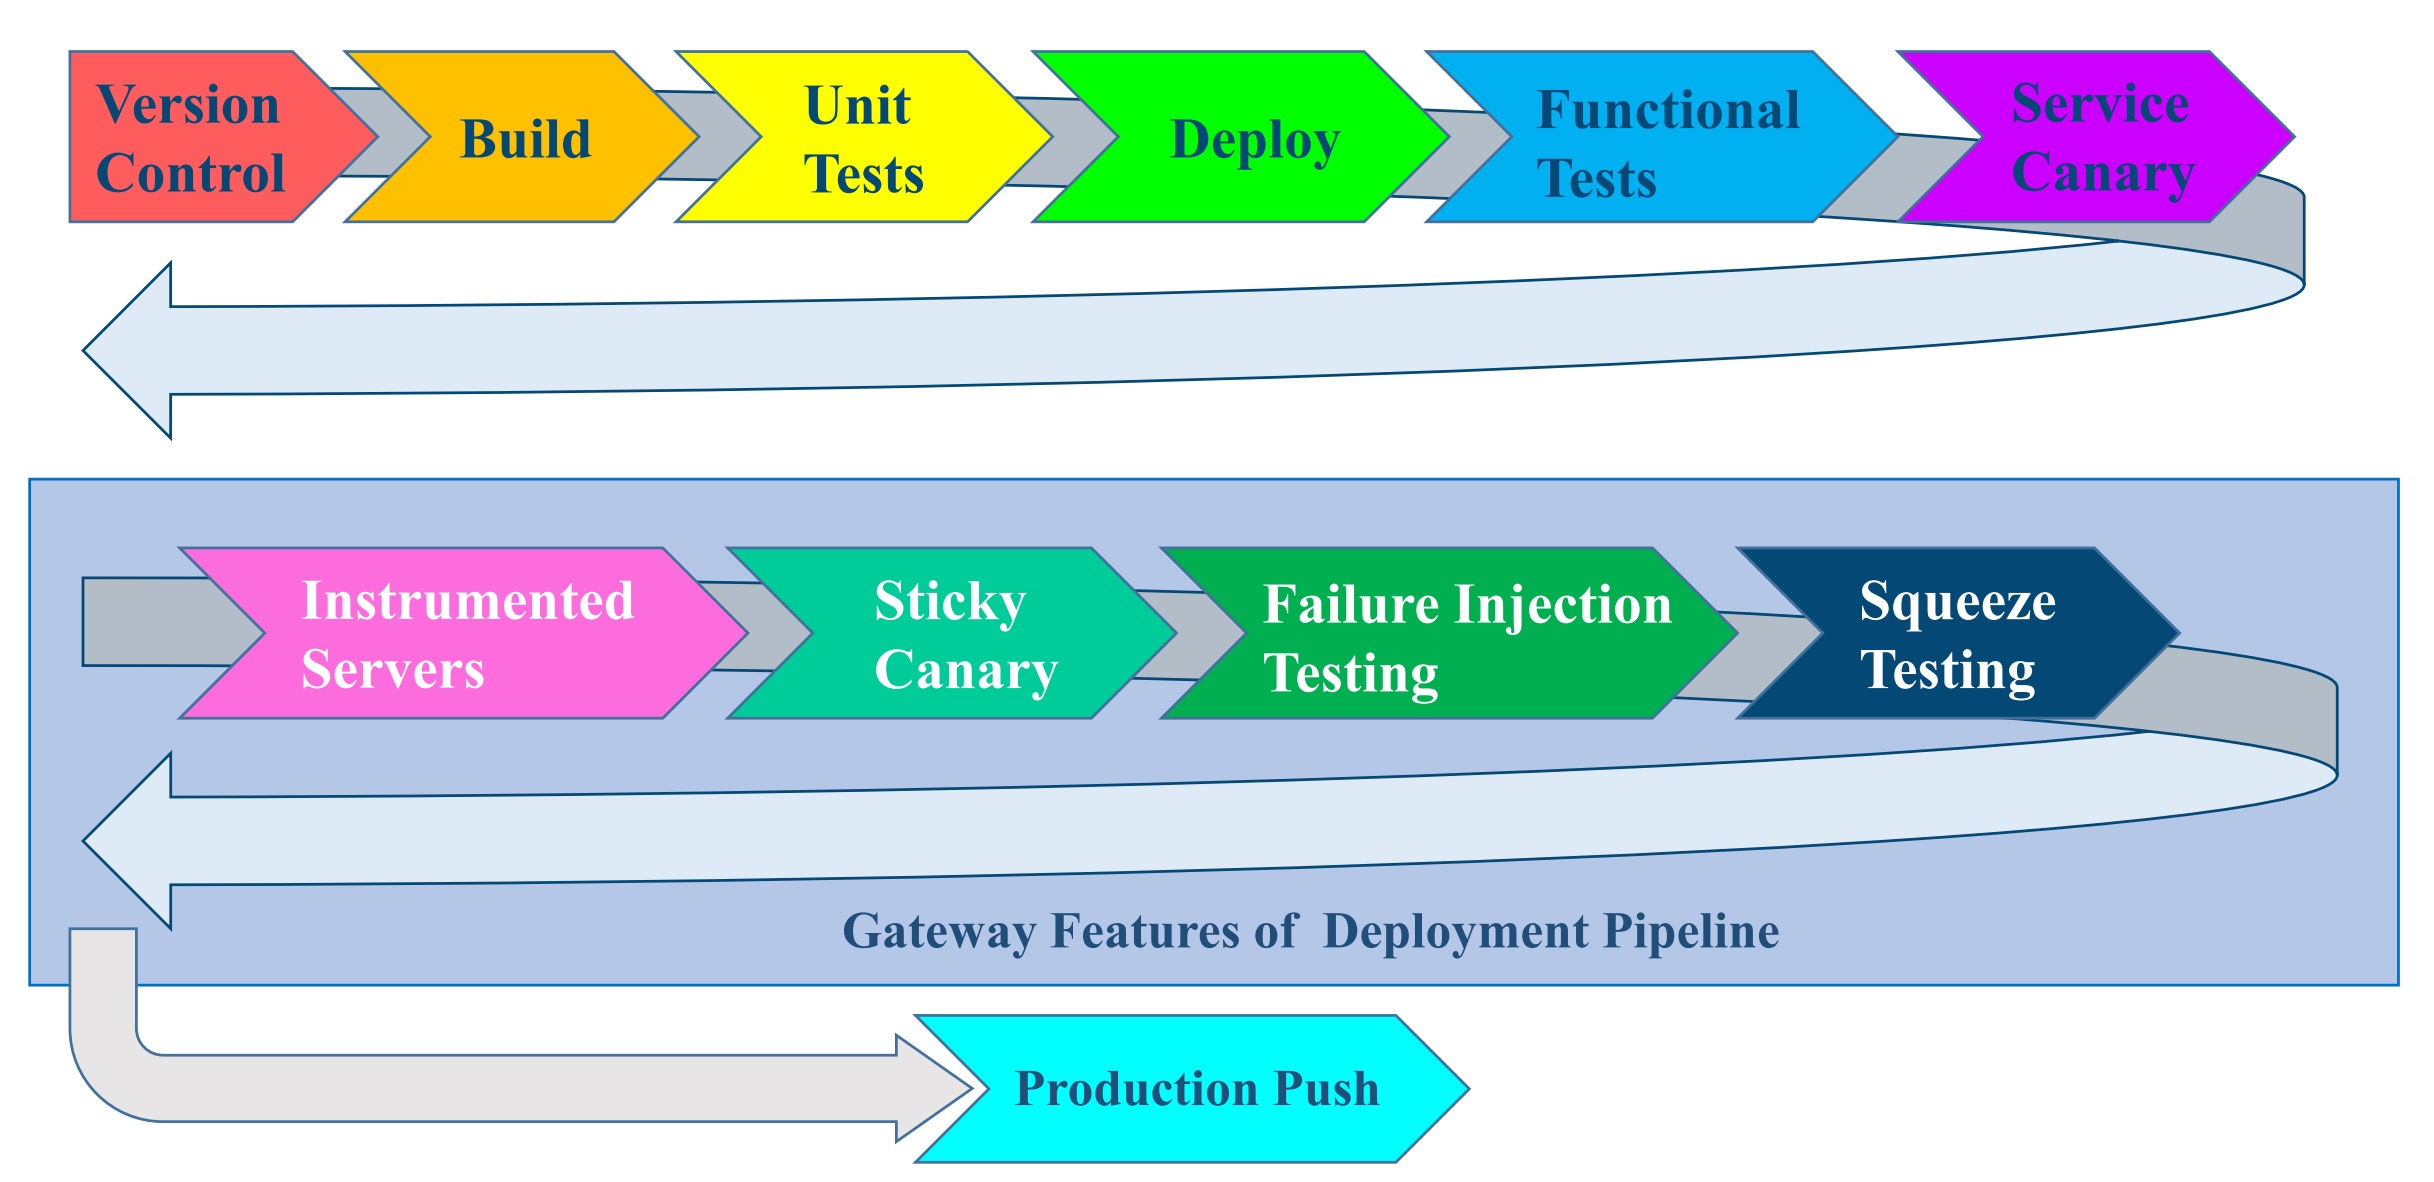 Version
Control
Build
Unit
Tests
Deploy
Functional
Tests
Service
Canary
Instrumented
Servers
Sticky
Canary
Failure Injection
Testing
Squeeze
Testing
Gateway Features of  Deployment Pipeline
Production Push